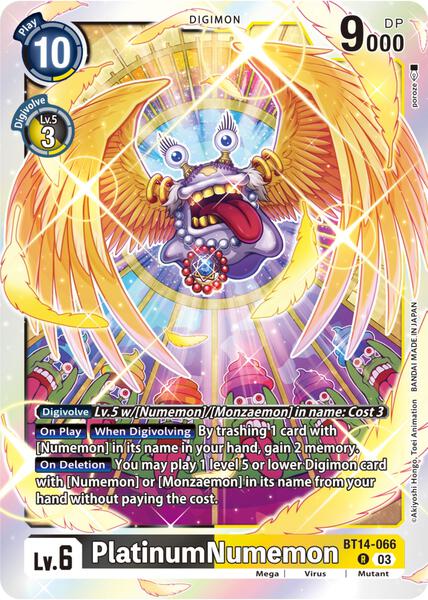 DIGIMON
Play
10
DP
9000
Digivolve
Lv.5
3
poroze
©Akiyoshi Hongo, Toei Animation BANDAI MADE IN JAPAN
Digivolve Lv.5 w/[Numemon]/[Monzaemon] in name: Cost 3
On Play When Digivolving By trashing 1 card with
[Numemon] in its name in your hand, gain 2 memory.
On Deletion You may play 1 level 5 or lower Digimon card
with [Numemon] or [Monzaemon] in its name from your
hand without paying the cost.
Lv.6
PlatinumNumemon
BT14-066
R 03
Mega Virus Mutant